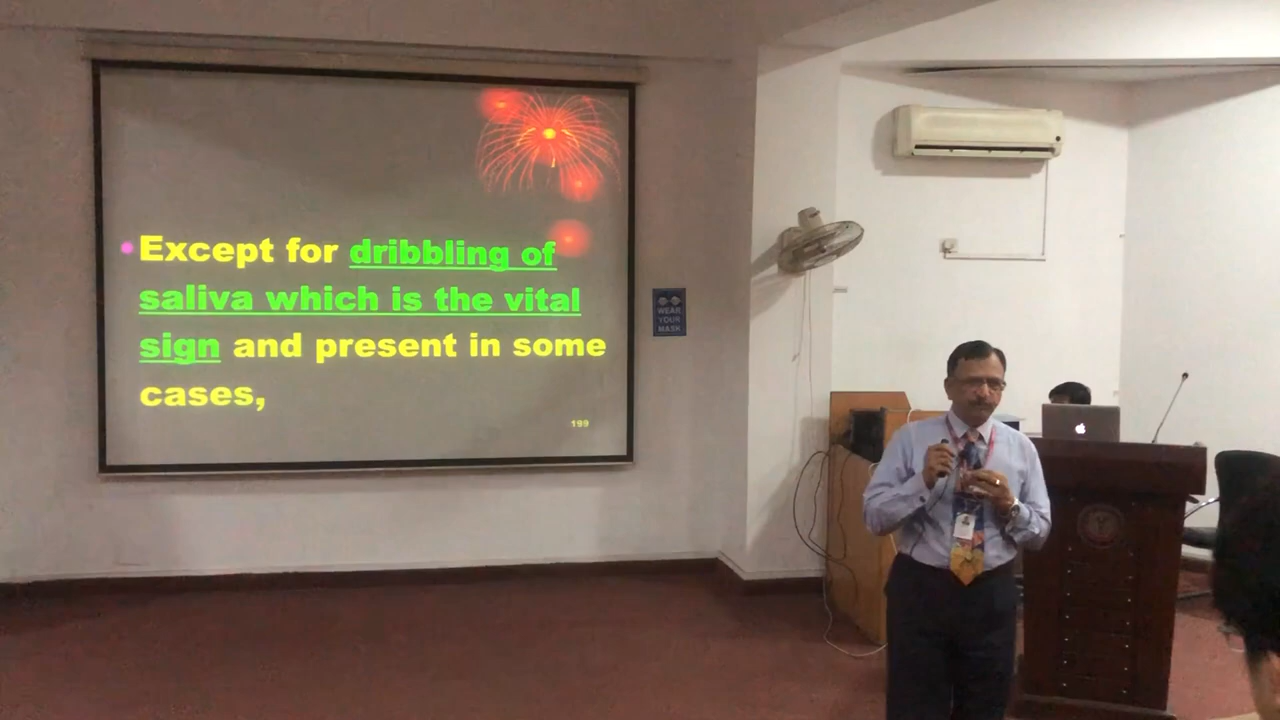 Except for dribbling of
saliva which is the vital
sign and present in some
cases,
199
WEAR
YOUR
MASK